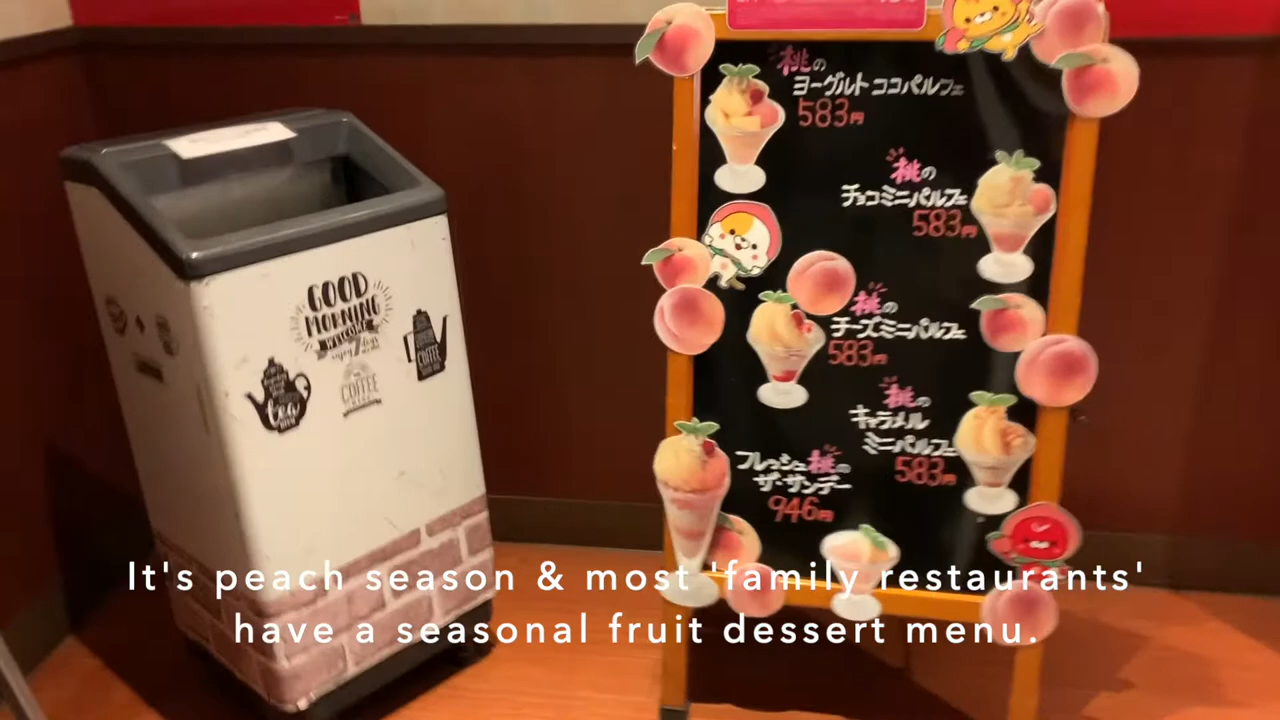 GOOD
MORNING
WELCOME
enjoy 7 days
tea
COFFEE
COFFEE
桃の
ヨーグルト ココパルフェ
583円
桃の
チョコミニパルフェ
583円
桃の
チーズミニパルフェ
583円
桃の
キャラメル
ミニパルフェ
583円
フレッシュ桃の
ザ・サンデー
946円
It's peach season & most 'family restaurants'
have a seasonal fruit dessert menu.